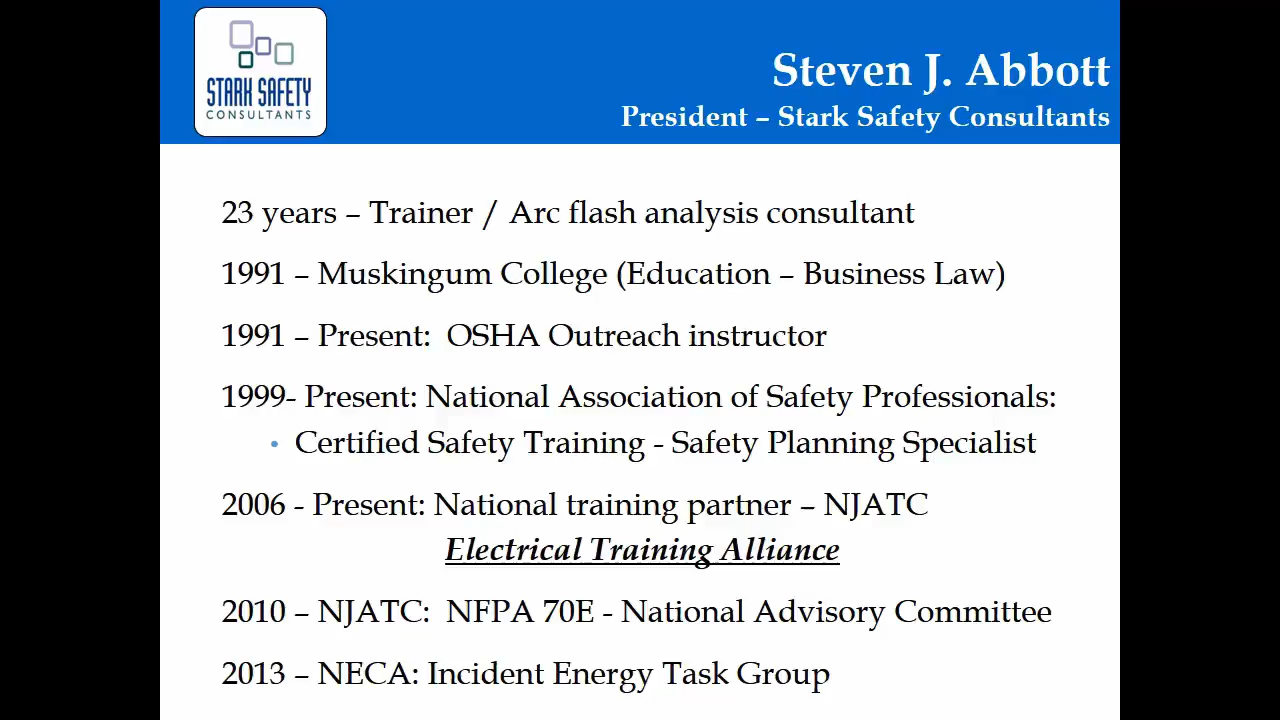 STARK SAFETY
CONSULTANTS
Steven J. Abbott
President – Stark Safety Consultants
23 years – Trainer / Arc flash analysis consultant
1991 – Muskingum College (Education – Business Law)
1991 – Present:  OSHA Outreach instructor
1999- Present: National Association of Safety Professionals:
• Certified Safety Training - Safety Planning Specialist
2006 - Present: National training partner – NJATC
Electrical Training Alliance
2010 – NJATC:  NFPA 70E - National Advisory Committee
2013 – NECA: Incident Energy Task Group